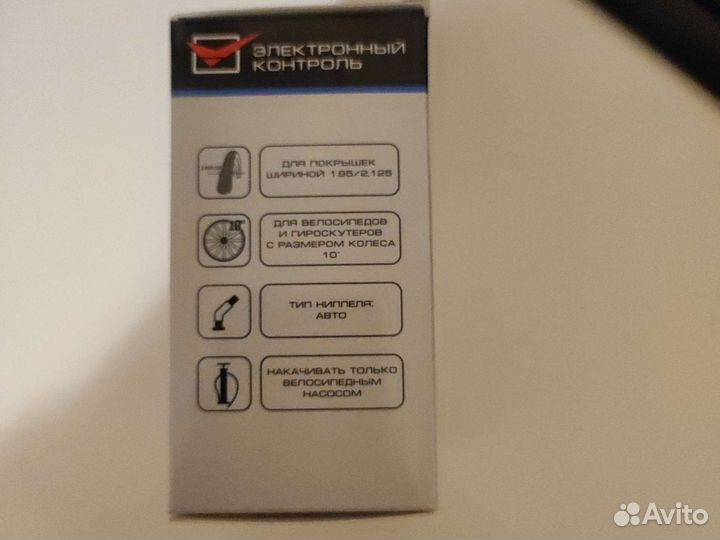 ЭЛЕКТРОННЫЙ
КОНТРОЛЬ
ДЛЯ ПОКРЫШЕК
ШИРИНОЙ 1.95/2.125
10"
ДЛЯ ВЕЛОСИПЕДОВ
И ГИРОСКУТЕРОВ
С РАЗМЕРОМ КОЛЕСА
10"
ТИП НИППЕЛЯ:
АВТО
НАКАЧИВАТЬ ТОЛЬКО
ВЕЛОСИПЕДНЫМ
НАСОСОМ
Avito